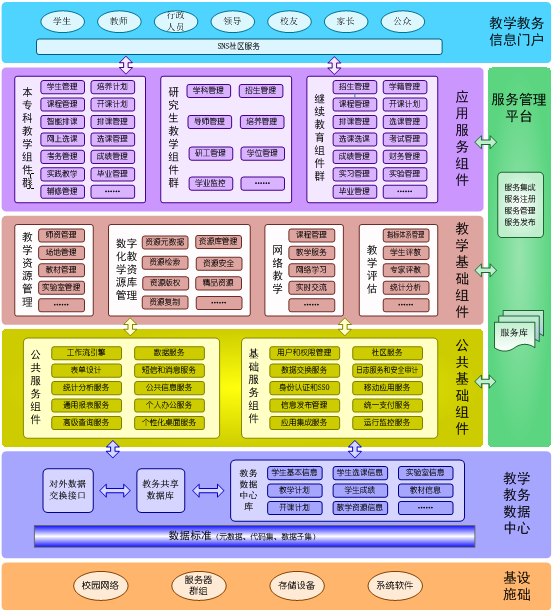 学生
教师
行政
人员
领导
校友
家长
公众
SNS社区服务
教学教务
信息门户
本专科教学组件群
学生管理
培养计划
课程管理
开课计划
智能排课
排课管理
网上选课
选课管理
考务管理
成绩管理
实践教学
毕业管理
辅修管理
······
研究生教学组件群
学科管理
招生管理
导师管理
培养管理
研工管理
学位管理
学业监控
······
继续教育组件群
招生管理
学籍管理
课程管理
开课计划
排课管理
选课管理
选课选课
考试管理
成绩管理
财务管理
实习管理
实验管理
毕业管理
······
应用服务组件
服务管理
平台
服务集成
服务注册
服务管理
服务发布
服务库
教学资源管理
师资管理
场地管理
教材管理
实验室管理
······
数字化教学资源库管理
资源元数据
资源库管理
资源检索
资源安全
资源版权
精品资源
资源复制
······
网络教学
课程管理
教学服务
网络学习
实时交流
······
教学评估
指标体系管理
学生评教
专家评教
统计分析
······
教学基础组件
公共服务组件
工作流引擎
数据服务
表单设计
短信和消息服务
统计分析服务
公共信息服务
通用报表服务
个人办公服务
高级查询服务
个性化桌面服务
基础服务组件
用户和权限管理
社区服务
数据交换服务
日志服务和安全审计
身份认证和SSO
移动应用服务
信息发布管理
统一支付服务
应用集成服务
运行监控服务
公共基础组件
对外数据
交换接口
教务共享
数据库
教务
数据
中心
库
学生基本信息
学生选课信息
实验室信息
教学计划
学生成绩
教材信息
开课计划
教学资源信息
······
数据标准（元数据、代码集、数据子集）
教学
教务
数据
中心
校园网络
服务器
群组
存储设备
系统软件
基设
施础